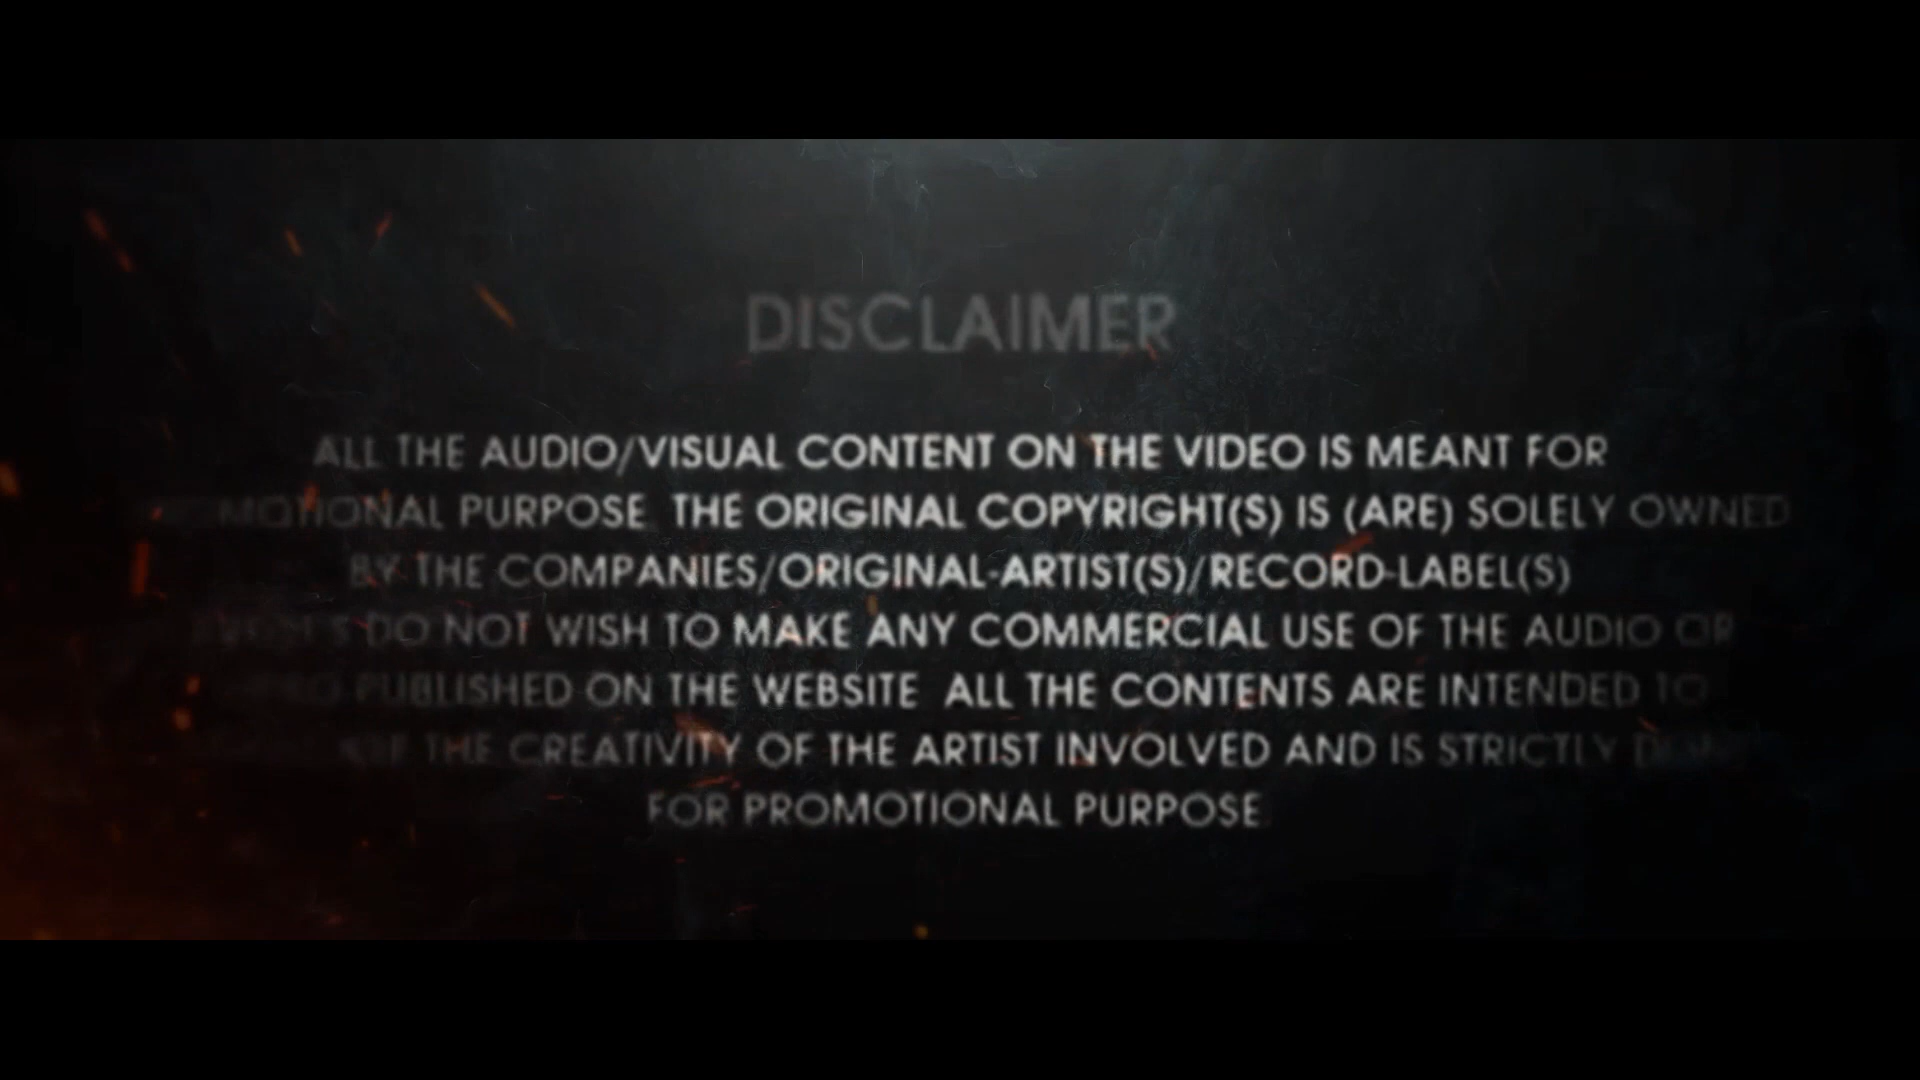 DISCLAIMER
ALL THE AUDIO/VISUAL CONTENT ON THE VIDEO IS MEANT FOR
MOTIONAL PURPOSE THE ORIGINAL COPYRIGHT(S) IS (ARE) SOLELY OWNED
BY THE COMPANIES/ORIGINAL-ARTIST(S)/RECORD-LABEL(S)
DO NOT WISH TO MAKE ANY COMMERCIAL USE OF THE AUDIO OR
PUBLISHED ON THE WEBSITE ALL THE CONTENTS ARE INTENDED TO
THE CREATIVITY OF THE ARTIST INVOLVED AND IS STRICTLY
FOR PROMOTIONAL PURPOSE